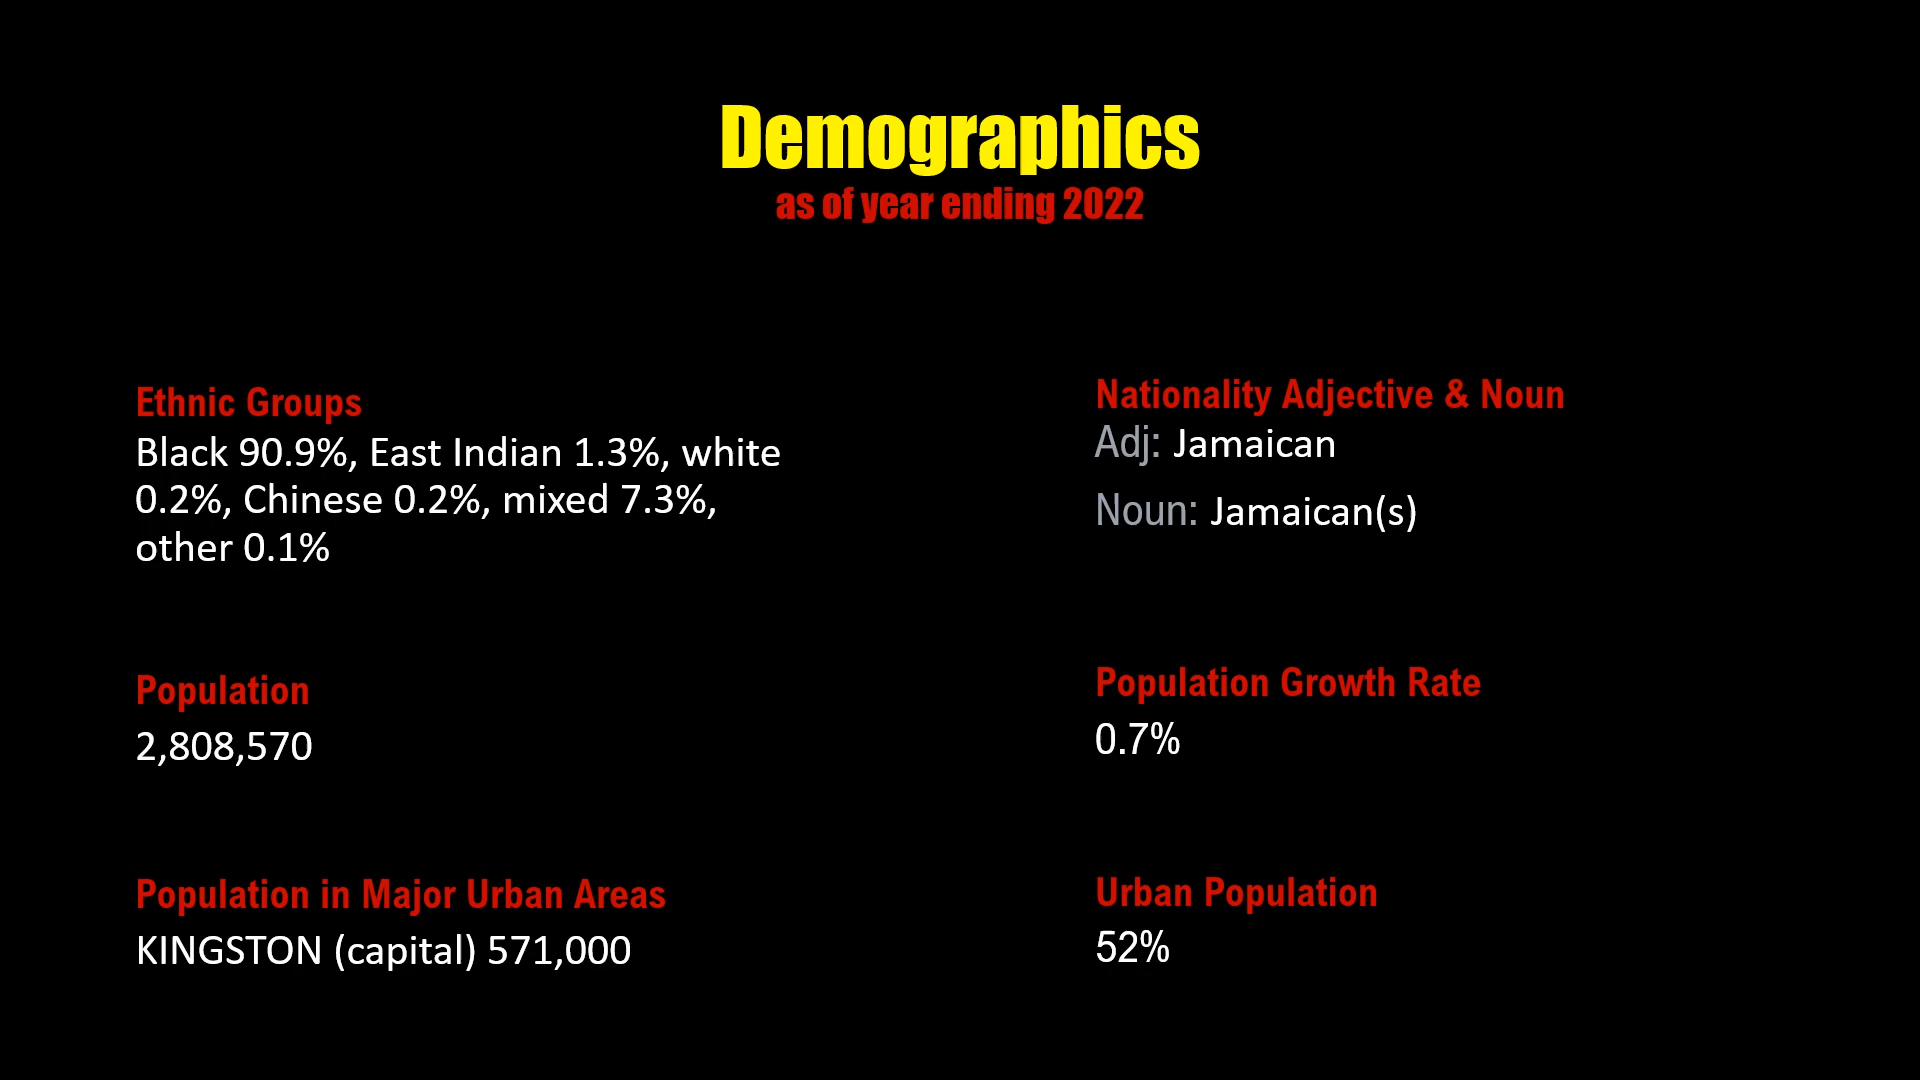 Demographics
as of year ending 2022
Ethnic Groups
Black 90.9%, East Indian 1.3%, white
0.2%, Chinese 0.2%, mixed 7.3%,
other 0.1%
Nationality Adjective & Noun
Adj: Jamaican
Noun: Jamaican(s)
Population
2,808,570
Population Growth Rate
0.7%
Population in Major Urban Areas
KINGSTON (capital) 571,000
Urban Population
52%